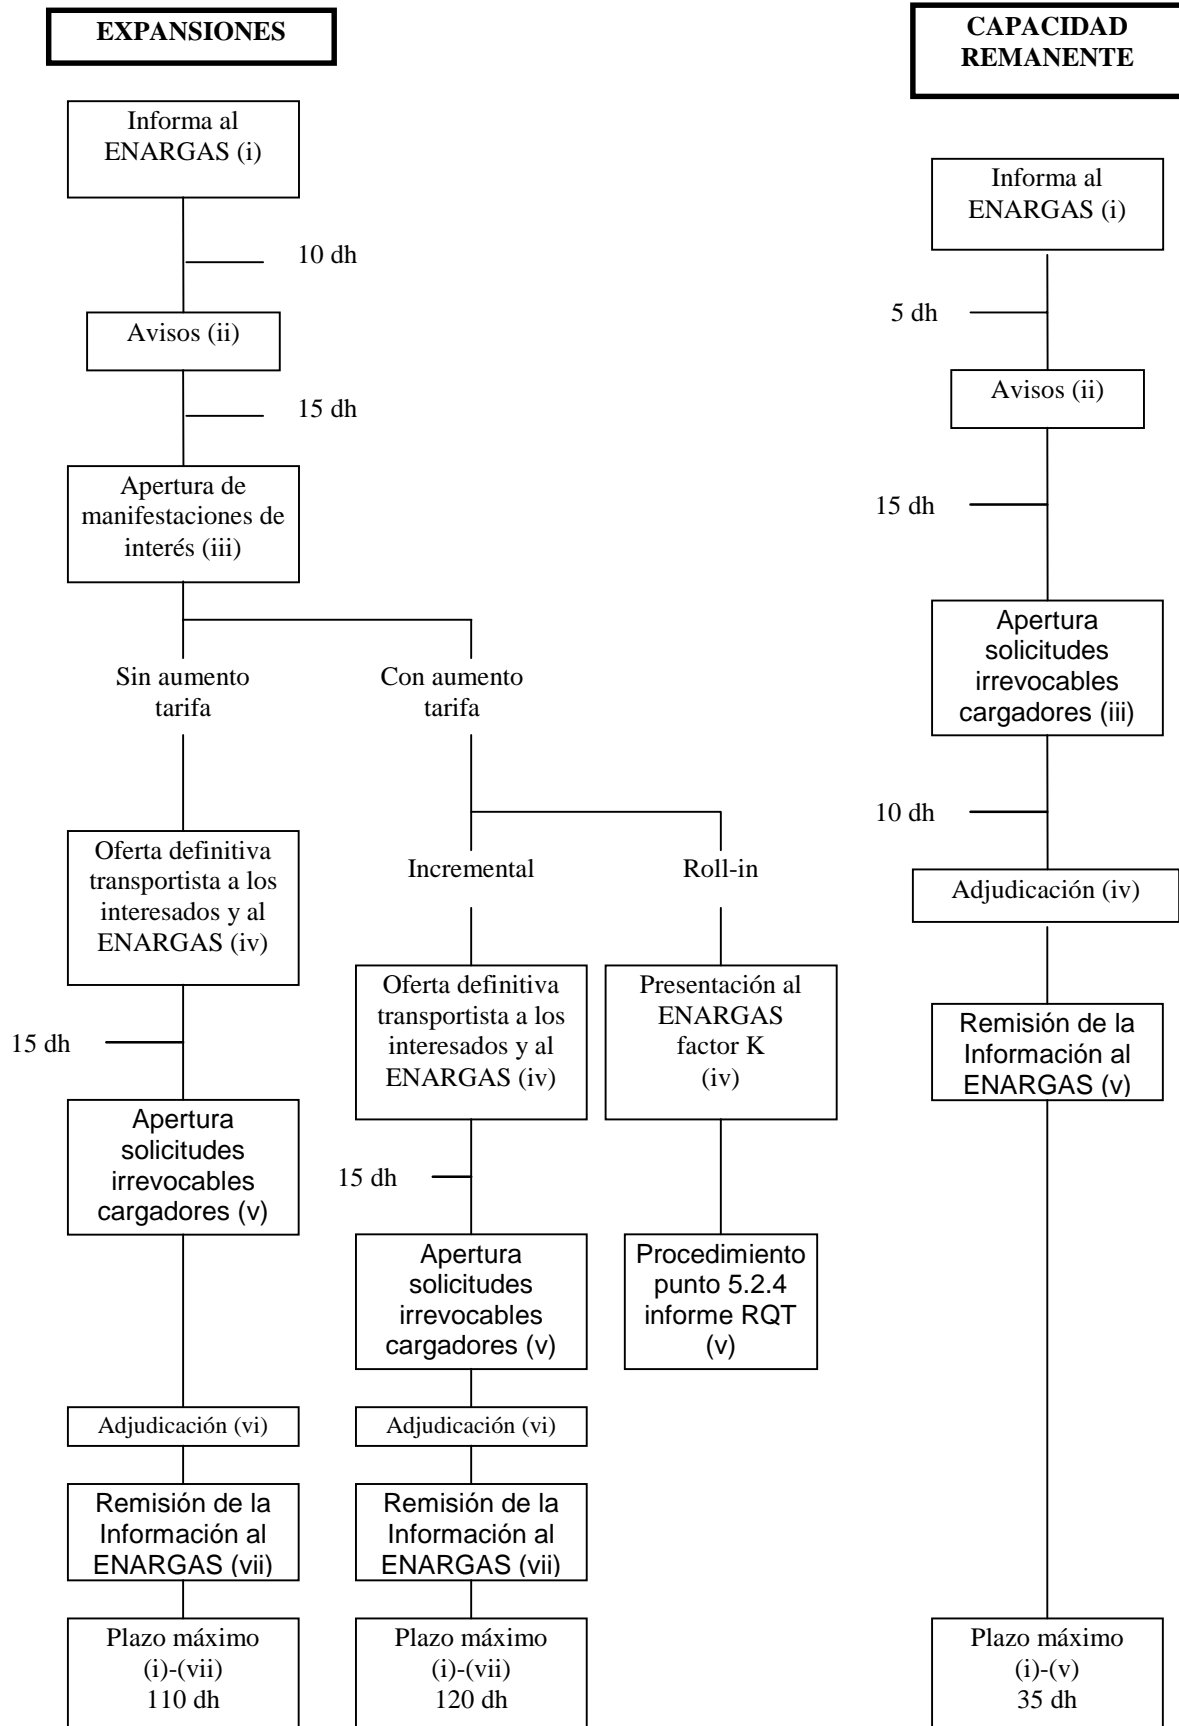 EXPANSIONES
Informa al
ENARGAS (i)
10 dh
Avisos (ii)
15 dh
Apertura de
manifestaciones de
interés (iii)
Sin aumento
tarifa
Con aumento
tarifa
Oferta definitiva
transportista a los
interesados y al
ENARGAS (iv)
15 dh
Apertura
solicitudes
irrevocables
cargadores (v)
Adjudicación (vi)
Remisión de la
Información al
ENARGAS (vii)
Plazo máximo
(i)-(vii)
110 dh
Incremental
Oferta definitiva
transportista a los
interesados y al
ENARGAS (iv)
15 dh
Apertura
solicitudes
irrevocables
cargadores (v)
Adjudicación (vi)
Remisión de la
Información al
ENARGAS (vii)
Plazo máximo
(i)-(vii)
120 dh
Roll-in
Presentación al
ENARGAS
factor K
(iv)
Procedimiento
punto 5.2.4
informe RQT
(v)
CAPACIDAD
REMANENTE
Informa al
ENARGAS (i)
5 dh
Avisos (ii)
15 dh
Apertura
solicitudes
irrevocables
cargadores (iii)
10 dh
Adjudicación (iv)
Remisión de la
Información al
ENARGAS (v)
Plazo máximo
(i)-(v)
35 dh